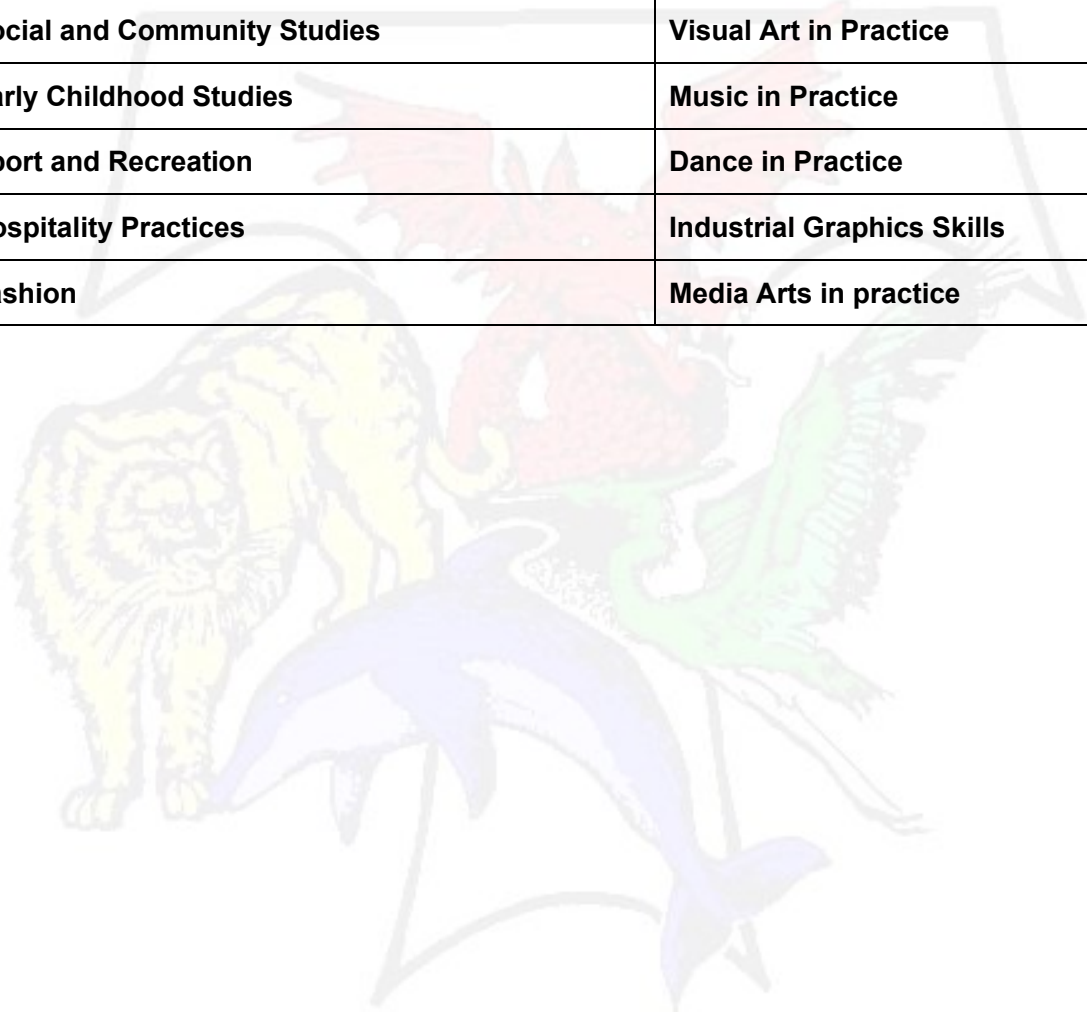 ocial and Community Studies Visual Art in Practice
arly Childhood Studies Music in Practice
port and Recreation Dance in Practice
ospitality Practices Industrial Graphics Skills
ashion Media Arts in practice